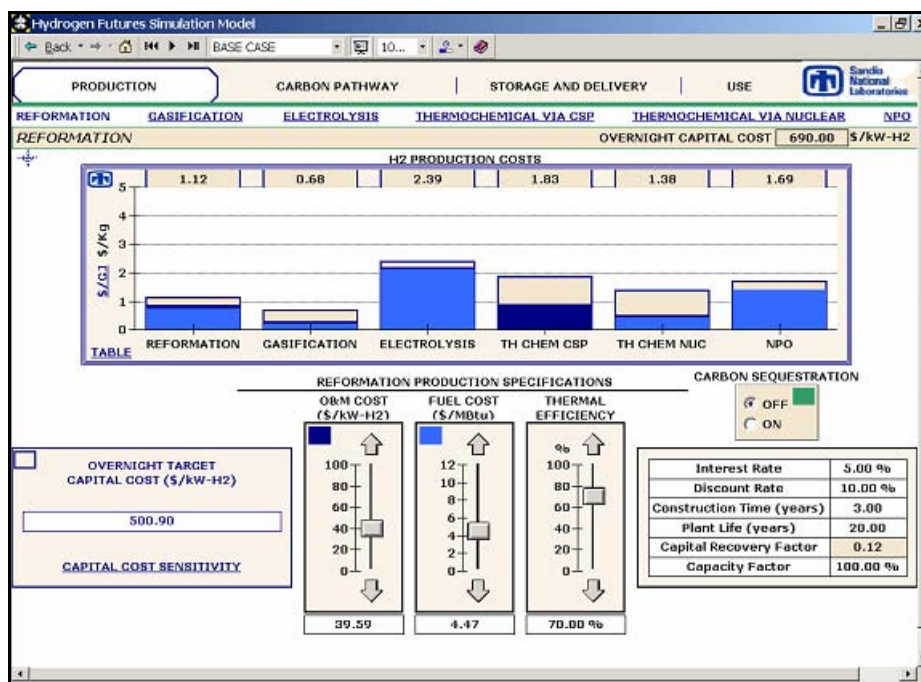 Hydrogen Futures Simulation Model
Back BASE CASE 10...
PRODUCTION CARBON PATHWAY STORAGE AND DELIVERY USE
Sandia
National
Laboratories
REFORMATION GASIFICATION ELECTROLYSIS THERMOCHEMICAL VIA CSP THERMOCHEMICAL VIA NUCLEAR NPO
REFORMATION OVERNIGHT CAPITAL COST 690.00 $/kW-H2
H2 PRODUCTION COSTS
1.12 0.68 2.39 1.83 1.38 1.69
$/GJ $/Kg
5
4
3
2
1
0
REFORMATION GASIFICATION ELECTROLYSIS TH CHEM CSP TH CHEM NUC NPO
TABLE
REFORMATION PRODUCTION SPECIFICATIONS
O&M COST
($/kW-H2)
100
80
60
40
20
0
39.59
FUEL COST
($/MBtu)
12
10
8
6
4
2
0
4.47
THERMAL
EFFICIENCY
%
100
80
60
40
20
0
70.00 %
CARBON SEQUESTRATION
OFF
ON
OVERNIGHT TARGET
CAPITAL COST ($/kW-H2)
500.90
CAPITAL COST SENSITIVITY
Interest Rate 5.00 %
Discount Rate 10.00 %
Construction Time (years) 3.00
Plant Life (years) 20.00
Capital Recovery Factor 0.12
Capacity Factor 100.00 %